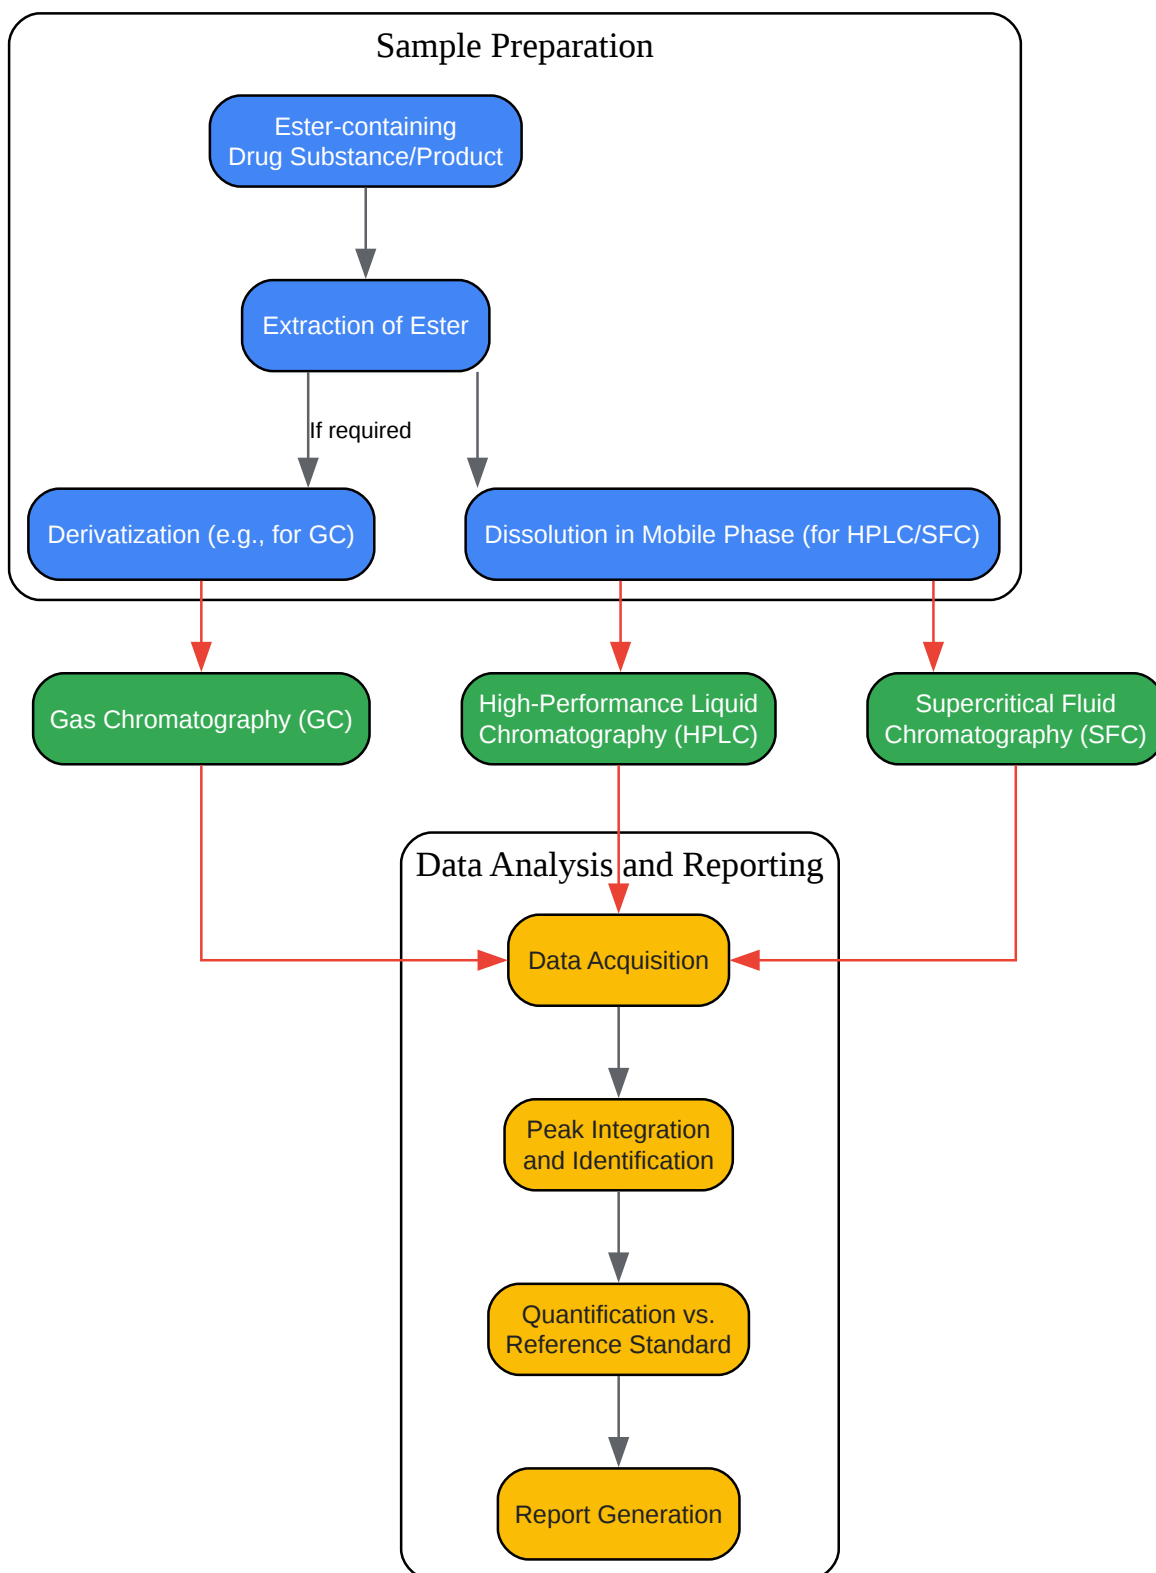 Sample Preparation
Ester-containing
Drug Substance/Product
Extraction of Ester
If required
Derivatization (e.g., for GC)
Dissolution in Mobile Phase (for HPLC/SFC)
Gas Chromatography (GC)
High-Performance Liquid
Chromatography (HPLC)
Supercritical Fluid
Chromatography (SFC)
Data Analysis and Reporting
Data Acquisition
Peak Integration
and Identification
Quantification vs.
Reference Standard
Report Generation